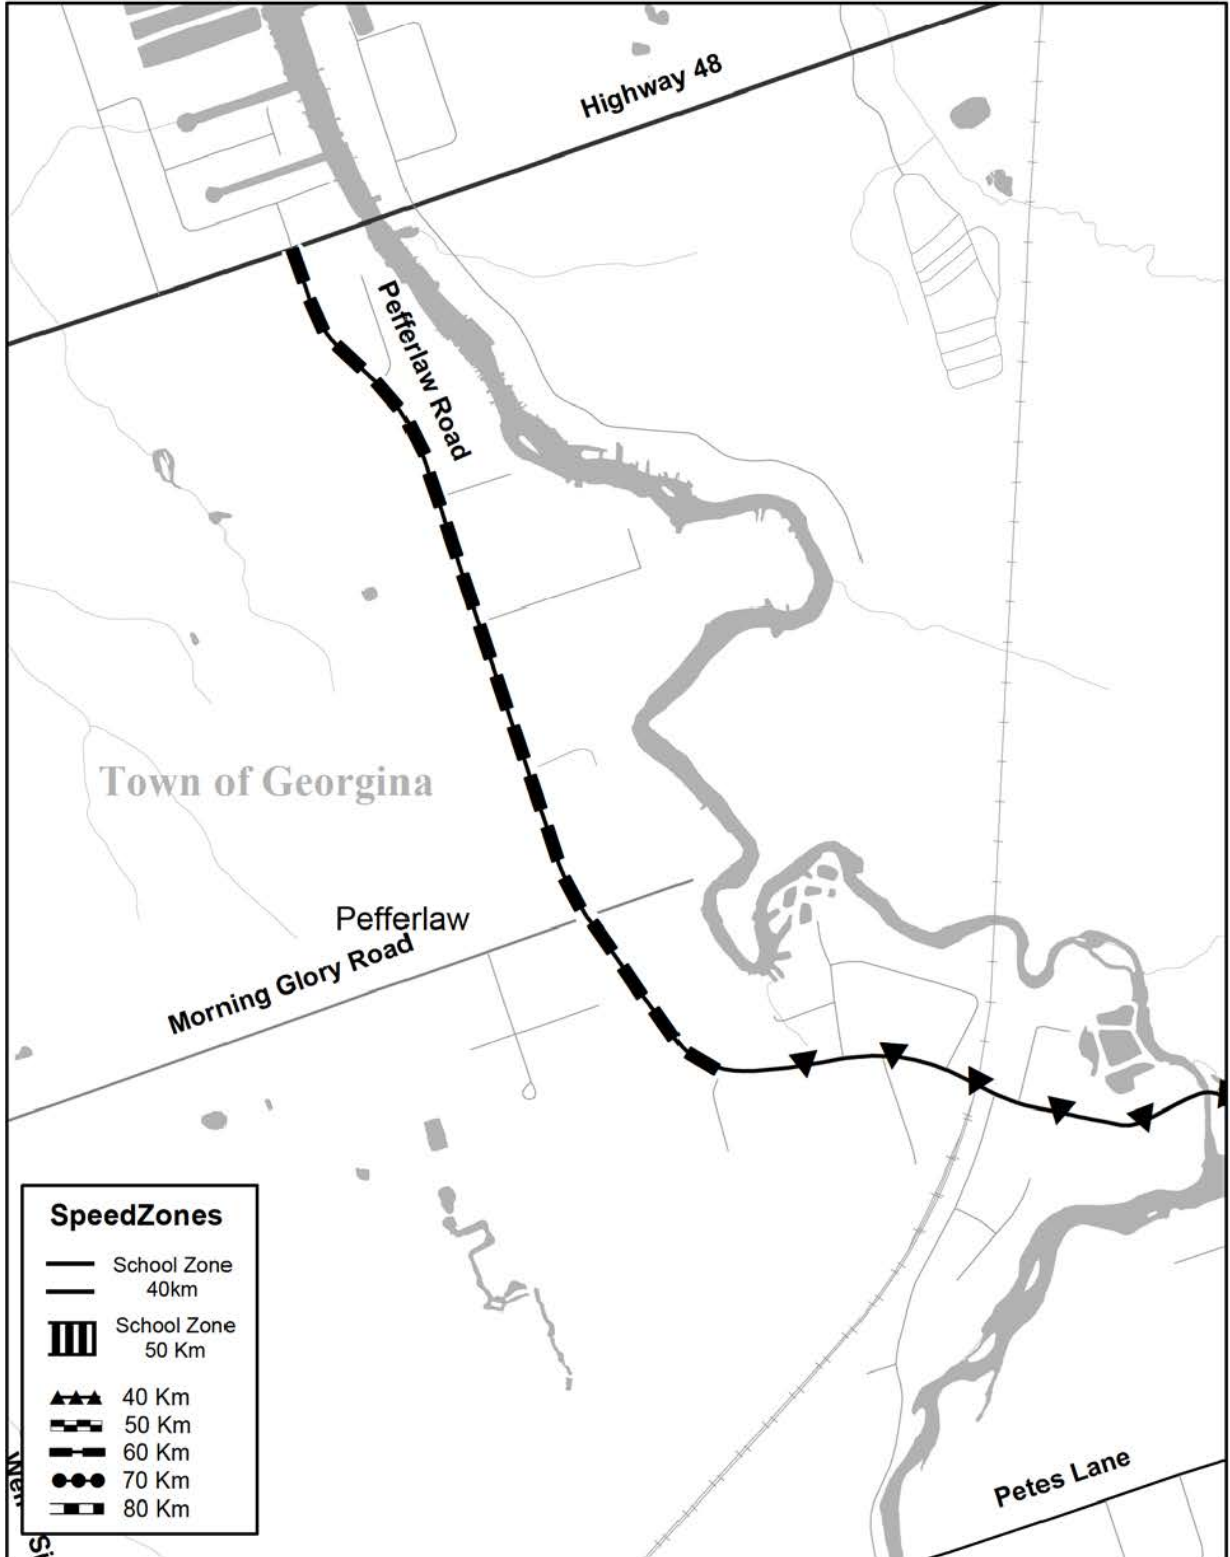 Highway 48
Pefferlaw Road
Town of Georgina
Pefferlaw
Morning Glory Road
SpeedZones
School Zone
40km
School Zone
50 Km
40 Km
50 Km
60 Km
70 Km
80 Km
Petes Lane